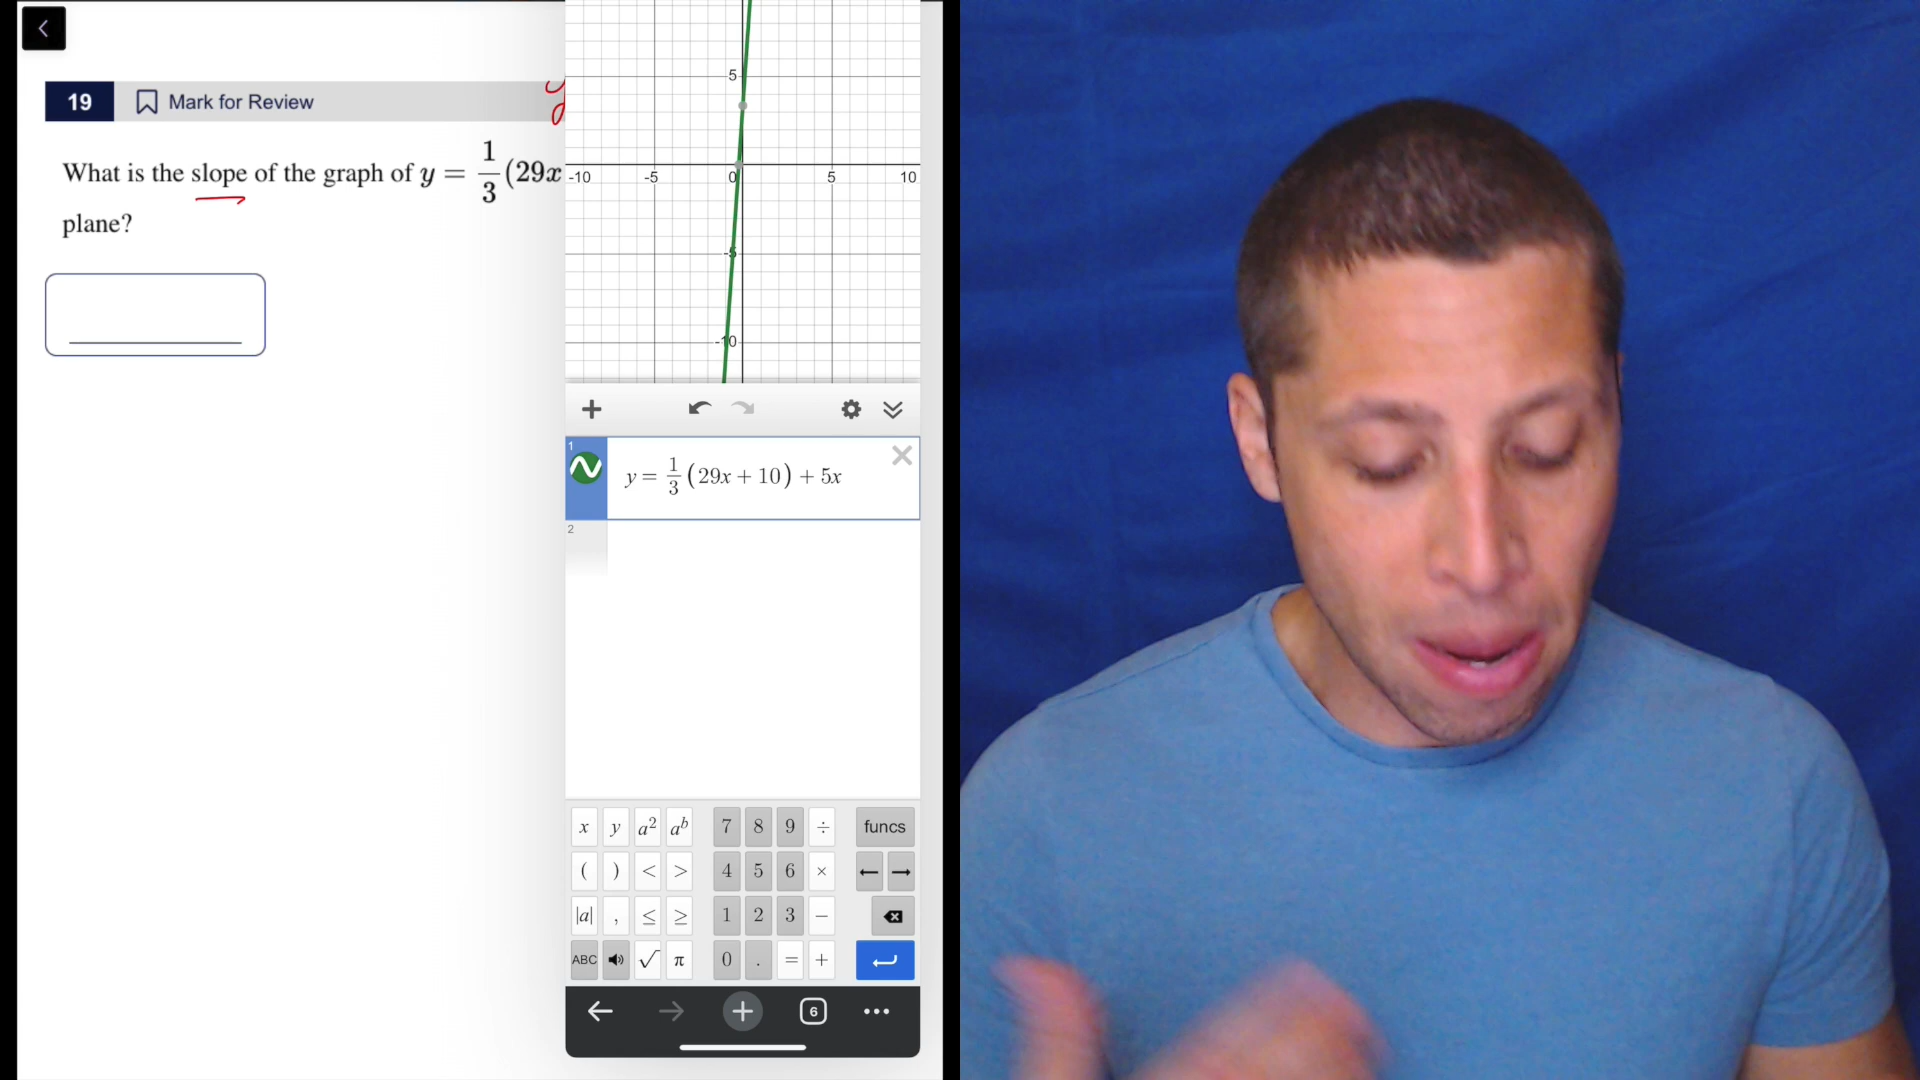 19 Mark for Review
What is the slope of the graph of y = 1/3 (29x
plane?
5
-10 -5 0 5 10
-5
-10
1
y = 1/3 (29x + 10) + 5x
2
x y a² aᵇ 7 8 9 ÷ funcs
( ) < > 4 5 6 × ← →
|a| , ≤ ≥ 1 2 3 −
ABC √ π 0 . = +
6